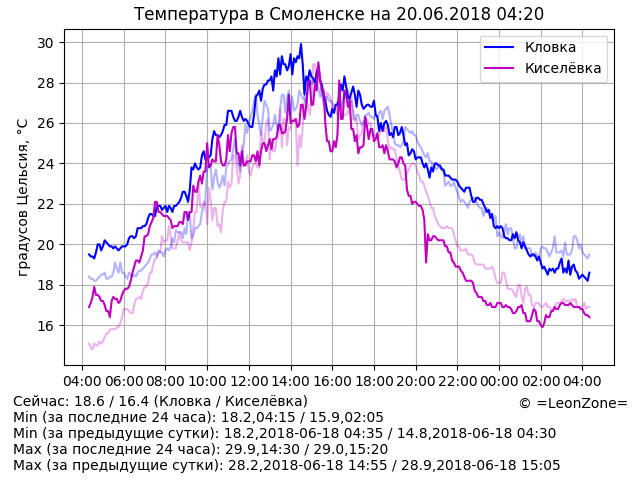 Температура в Смоленске на 20.06.2018 04:20
Кловка
Киселёвка
градусов Цельсия, °C
30
28
26
24
22
20
18
16
04:00 06:00 08:00 10:00 12:00 14:00 16:00 18:00 20:00 22:00 00:00 02:00 04:00
Сейчас: 18.6 / 16.4 (Кловка / Киселёвка)
© =LeonZone=
Min (за последние 24 часа): 18.2,04:15 / 15.9,02:05
Min (за предыдущие сутки): 18.2,2018-06-18 04:35 / 14.8,2018-06-18 04:30
Max (за последние 24 часа): 29.9,14:30 / 29.0,15:20
Max (за предыдущие сутки): 28.2,2018-06-18 14:55 / 28.9,2018-06-18 15:05